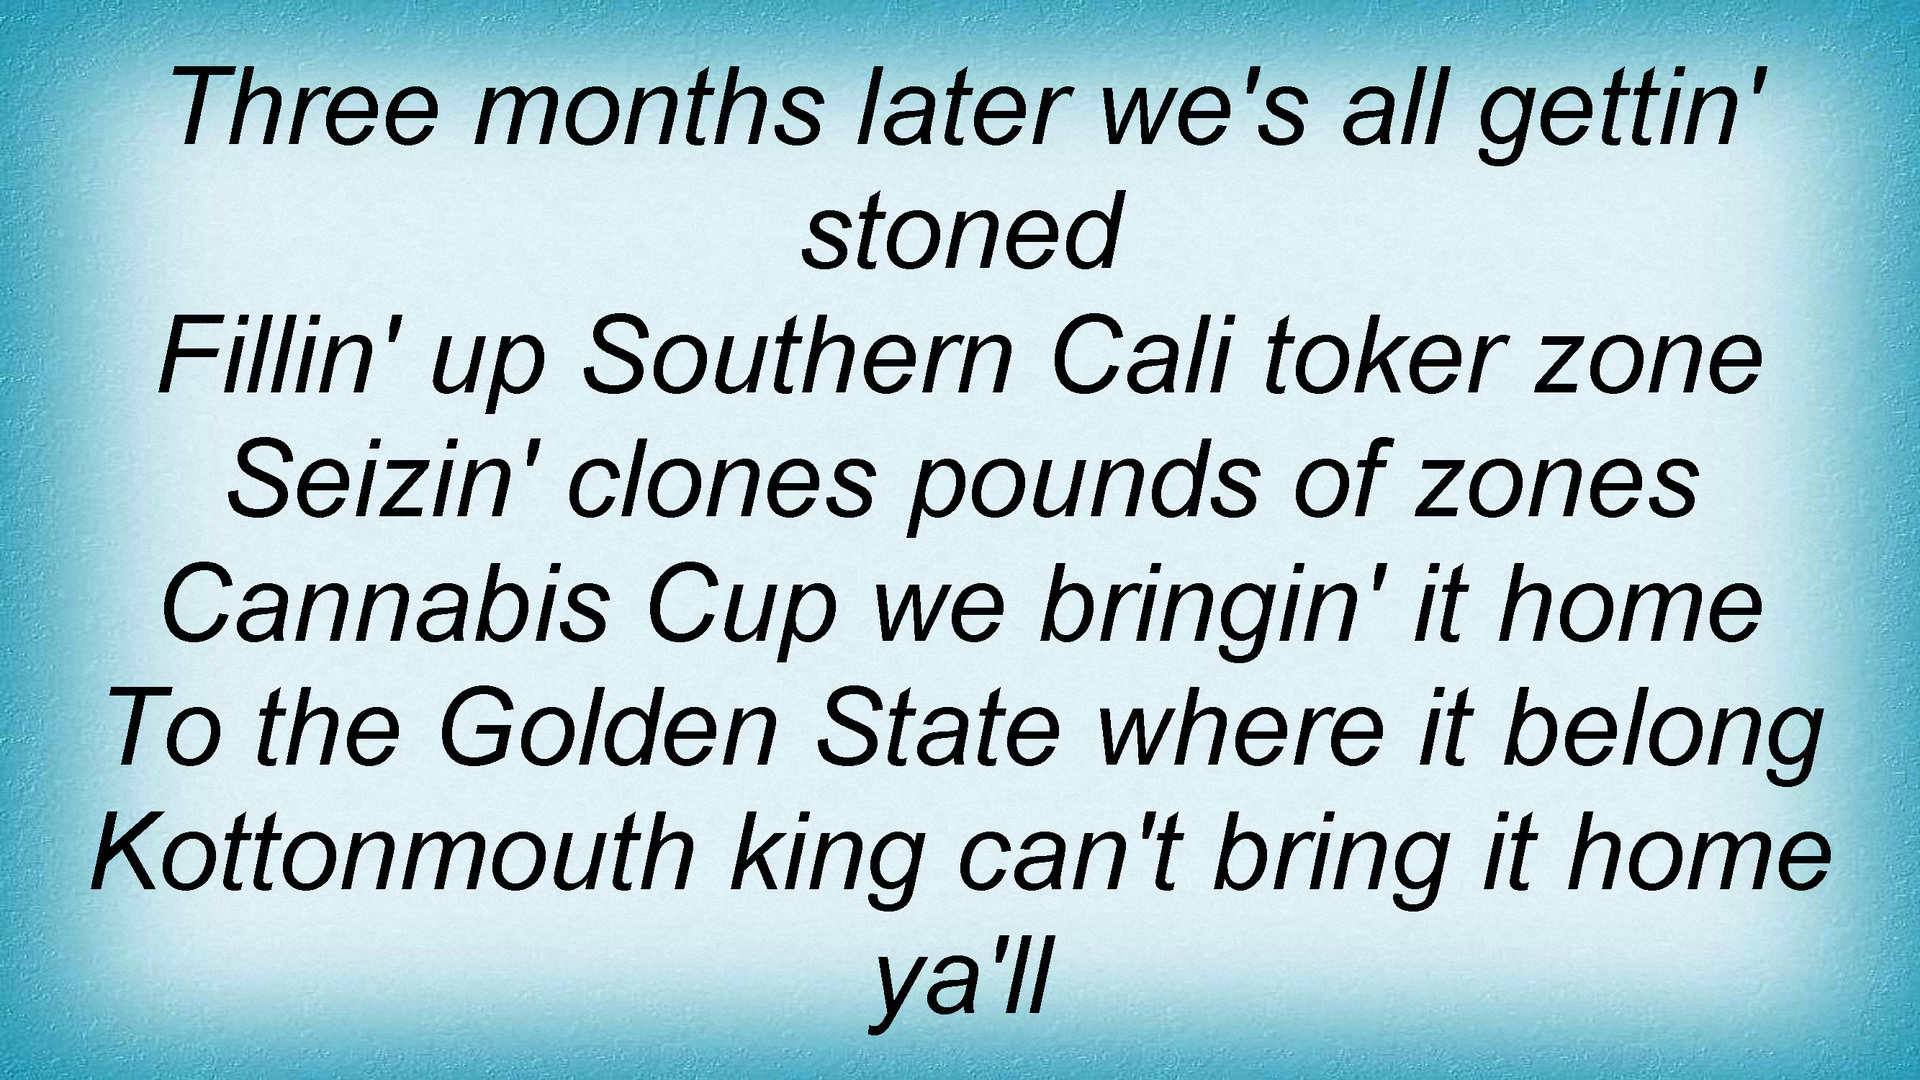 Three months later we's all gettin'
stoned
Fillin' up Southern Cali toker zone
Seizin' clones pounds of zones
Cannabis Cup we bringin' it home
To the Golden State where it belong
Kottonmouth king can't bring it home
ya'll